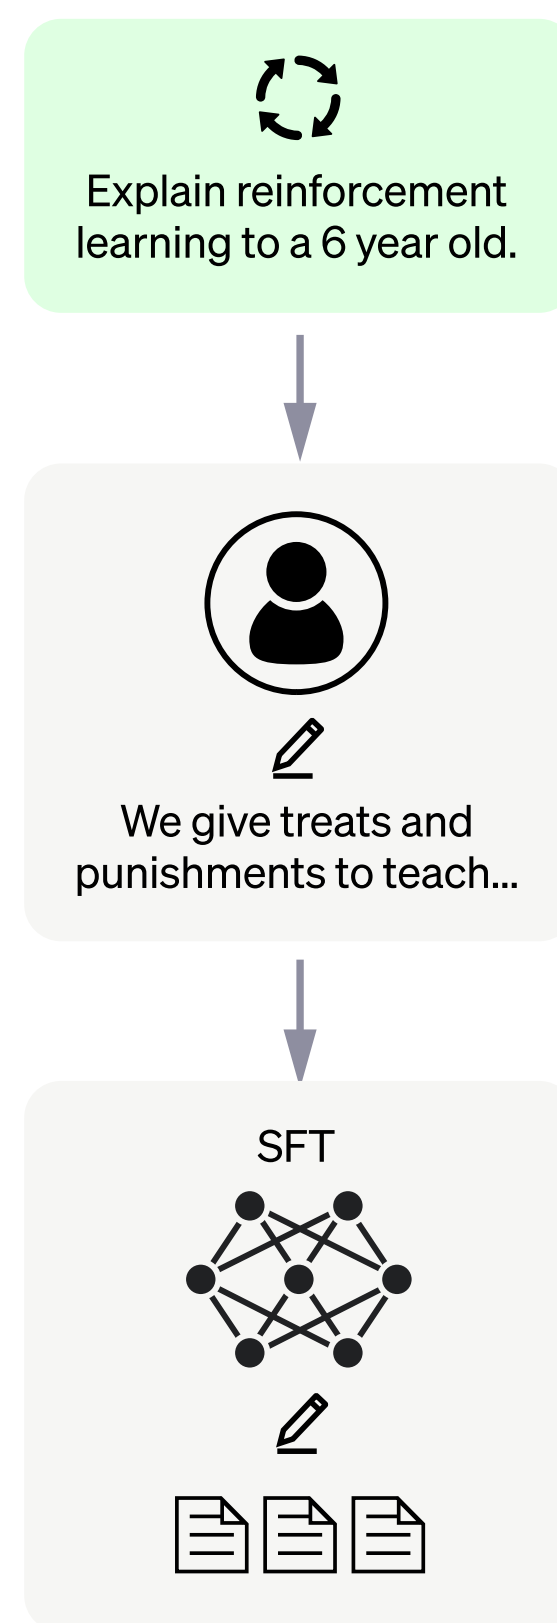 Explain reinforcement
learning to a 6 year old.
We give treats and
punishments to teach...
SFT